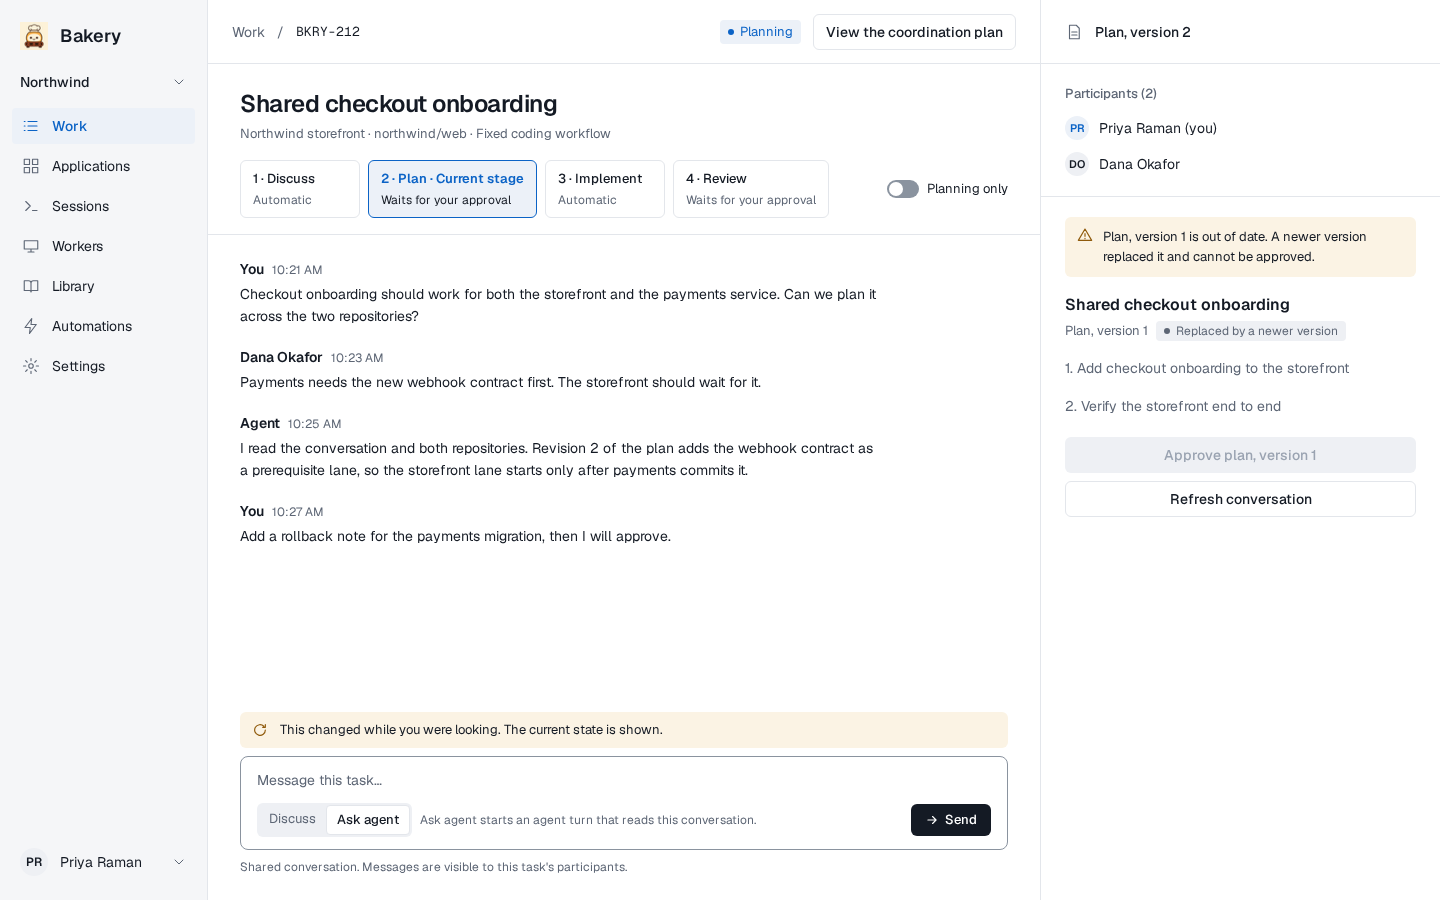 Bakery
Northwind
Work
Applications
Sessions
Workers
Library
Automations
Settings
PR Priya Raman
Work / BKRY-212
Planning
View the coordination plan
Shared checkout onboarding
Northwind storefront · northwind/web · Fixed coding workflow
1 · Discuss
Automatic
2 · Plan · Current stage
Waits for your approval
3 · Implement
Automatic
4 · Review
Waits for your approval
Planning only
You 10:21 AM
Checkout onboarding should work for both the storefront and the payments service. Can we plan it
across the two repositories?
Dana Okafor 10:23 AM
Payments needs the new webhook contract first. The storefront should wait for it.
Agent 10:25 AM
I read the conversation and both repositories. Revision 2 of the plan adds the webhook contract as
a prerequisite lane, so the storefront lane starts only after payments commits it.
You 10:27 AM
Add a rollback note for the payments migration, then I will approve.
This changed while you were looking. The current state is shown.
Message this task...
Discuss
Ask agent
Ask agent starts an agent turn that reads this conversation.
→ Send
Shared conversation. Messages are visible to this task's participants.
Plan, version 2
Participants (2)
PR Priya Raman (you)
DO Dana Okafor
Plan, version 1 is out of date. A newer version
replaced it and cannot be approved.
Shared checkout onboarding
Plan, version 1
Replaced by a newer version
1. Add checkout onboarding to the storefront
2. Verify the storefront end to end
Approve plan, version 1
Refresh conversation